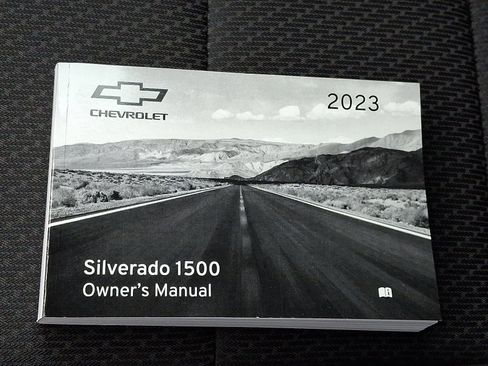 CHEVROLET
2023
Silverado 1500
Owner's Manual